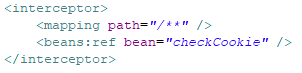 <interceptor>
    <mapping path="/**" />
    <beans:ref bean="checkCookie" />
</interceptor>